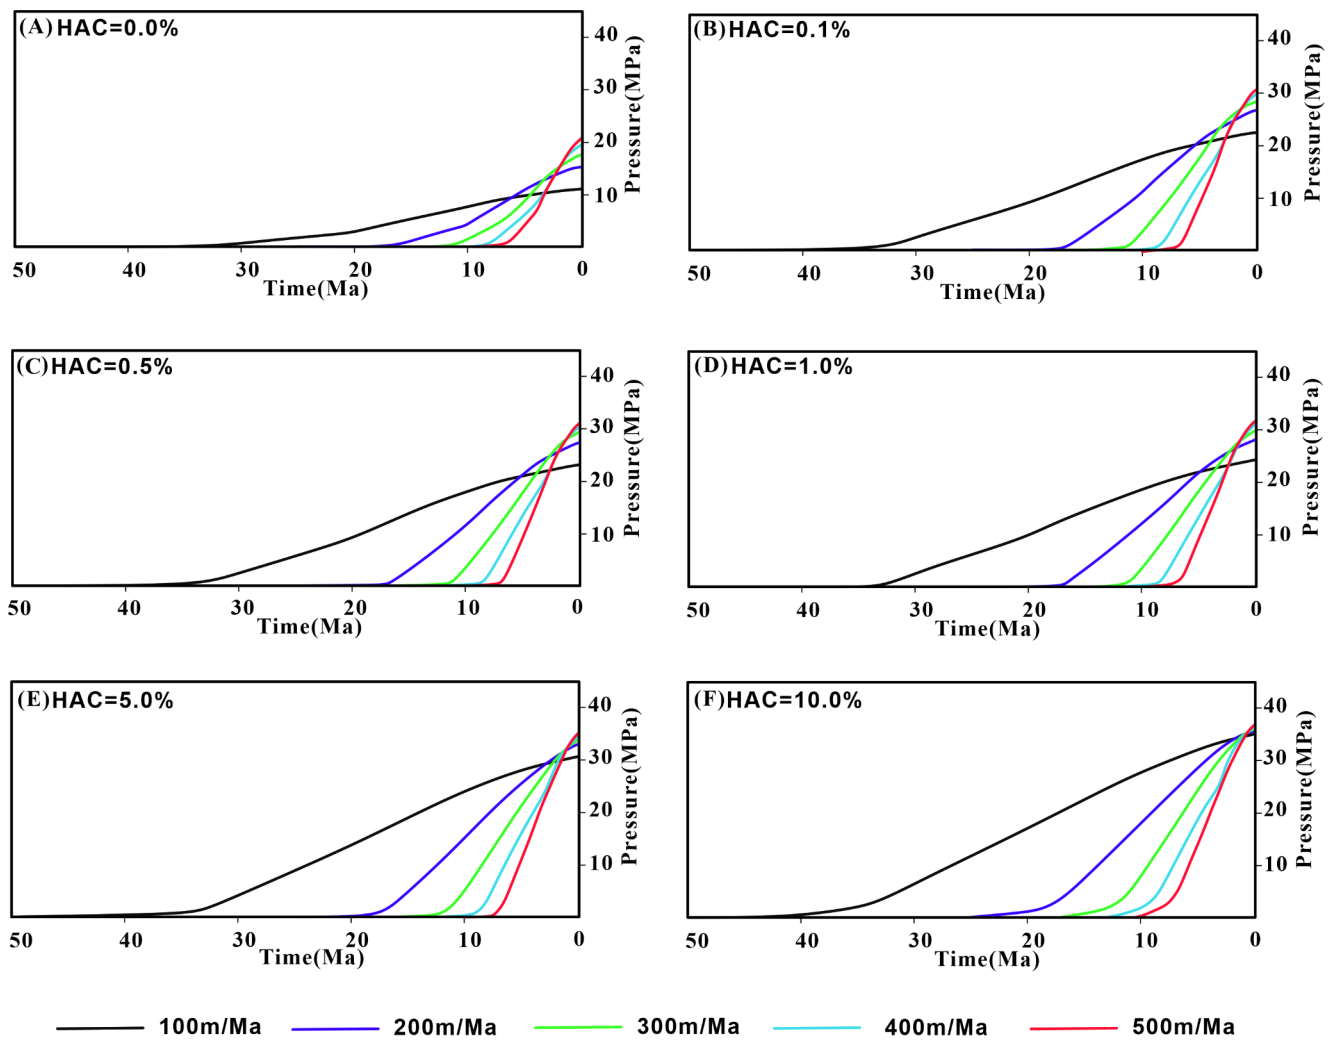 (A) HAC=0.0%
40
30
20
10
Pressure(MPa)
50 40 30 20 10 0
Time(Ma)
(B) HAC=0.1%
40
30
20
10
Pressure(MPa)
50 40 30 20 10 0
Time(Ma)
(C) HAC=0.5%
40
30
20
10
Pressure(MPa)
50 40 30 20 10 0
Time(Ma)
(D) HAC=1.0%
40
30
20
10
Pressure(MPa)
50 40 30 20 10 0
Time(Ma)
(E) HAC=5.0%
40
30
20
10
Pressure(MPa)
50 40 30 20 10 0
Time(Ma)
(F) HAC=10.0%
40
30
20
10
Pressure(MPa)
50 40 30 20 10 0
Time(Ma)
100m/Ma 200m/Ma 300m/Ma 400m/Ma 500m/Ma